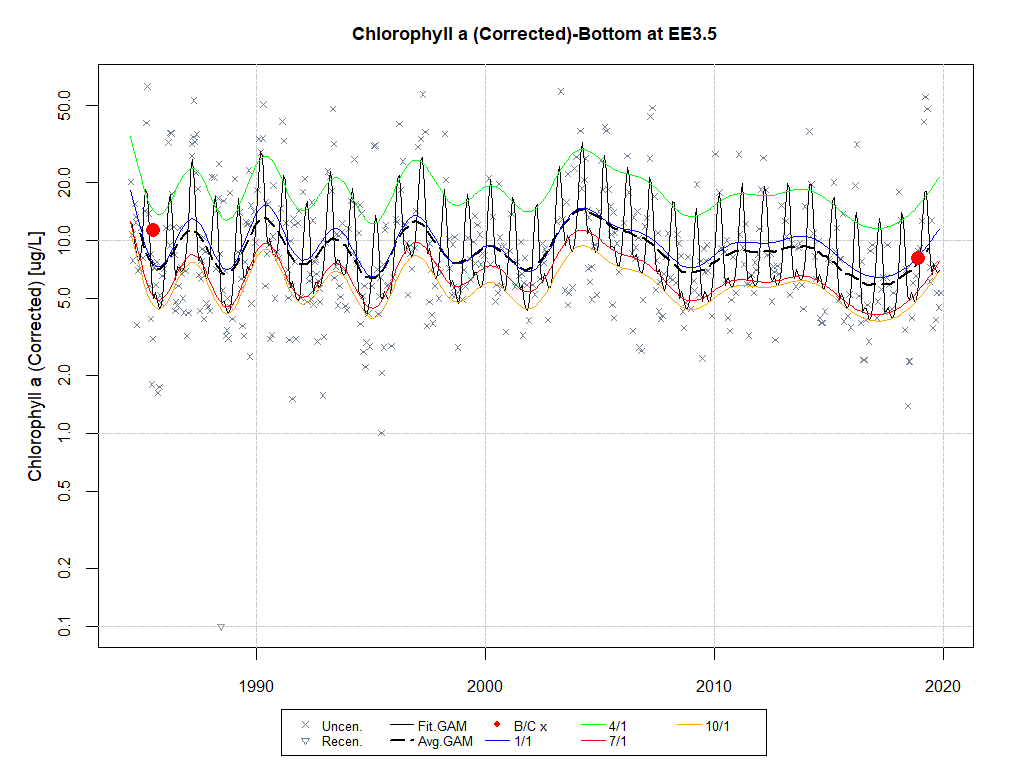 Chlorophyll a (Corrected)-Bottom at EE3.5
Chlorophyll a (Corrected) [ug/L]
50.0
20.0
10.0
5.0
2.0
1.0
0.5
0.2
0.1
1990 2000 2010 2020
Uncen. Fit.GAM B/C x 4/1 10/1
Recen. Avg.GAM 1/1 7/1